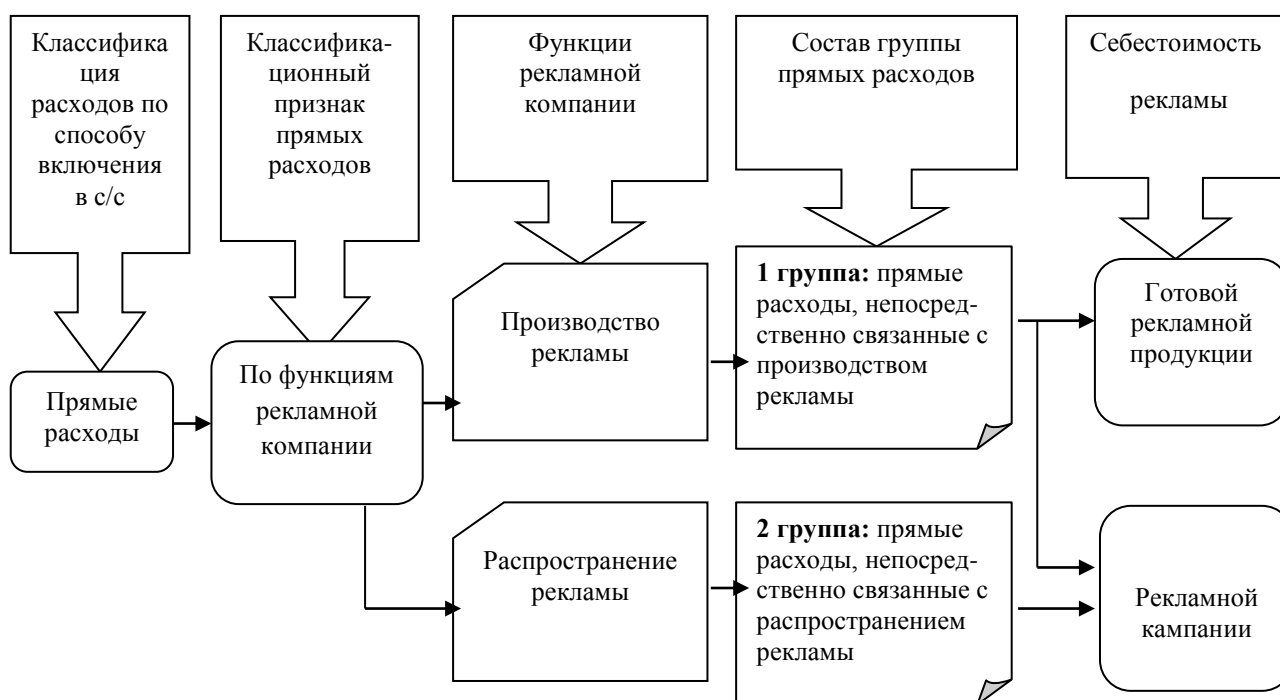 Классифика
ция
расходов по
способу
включения
в с/с
Классифика-
ционный
признак
прямых
расходов
Функции
рекламной
компании
Состав группы
прямых расходов
Себестоимость
рекламы
Прямые
расходы
По функциям
рекламной
компании
Производство
рекламы
1 группа: прямые
расходы, непосред-
ственно связанные с
производством
рекламы
Готовой
рекламной
продукции
Распространение
рекламы
2 группа: прямые
расходы, непосред-
ственно связанные с
распространением
рекламы
Рекламной
кампании